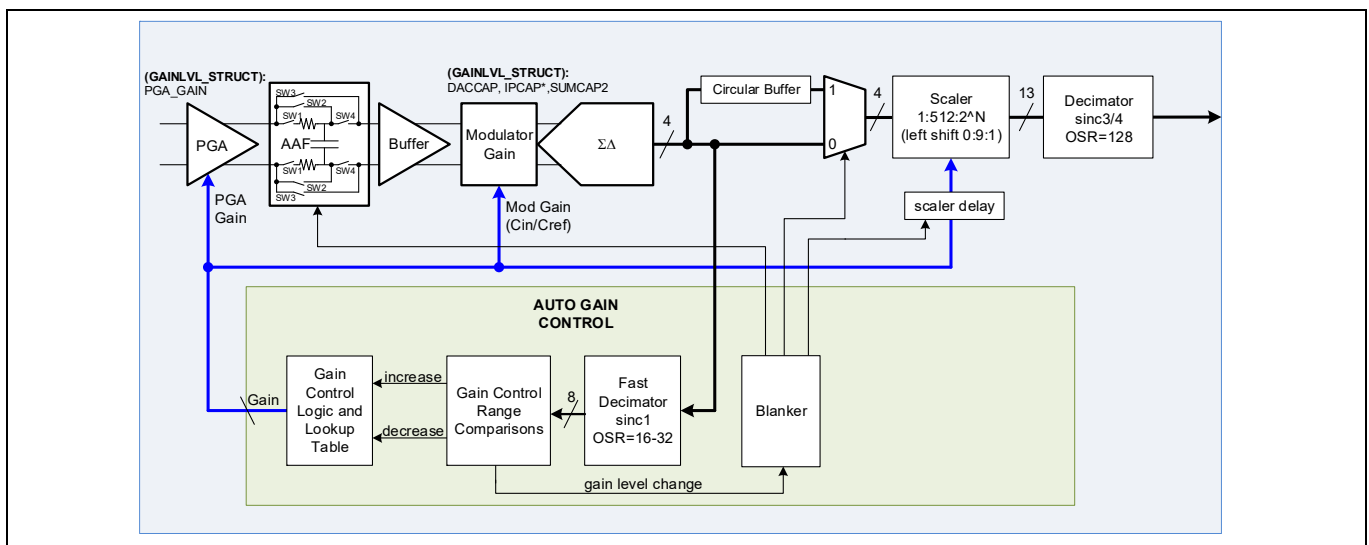 (GAINLVL_STRUCT):
PGA_GAIN
SW3
SW2
SW1
SW4
AAF
SW1
SW4
SW2
SW3
PGA
PGA
Gain
Buffer
(GAINLVL_STRUCT):
DACCAP, IPCAP*,SUMCAP2
Modulator
Gain
Mod Gain
(Cin/Cref)
ΣΔ
4
Circular Buffer
1
0
4
Scaler
1:512:2^N
(left shift 0:9:1)
13
Decimator
sinc3/4
OSR=128
scaler delay
AUTO GAIN
CONTROL
Gain
Gain
Control
Logic and
Lookup
Table
increase
decrease
Gain Control
Range
Comparisons
8
Fast
Decimator
sinc1
OSR=16-32
Blanker
gain level change